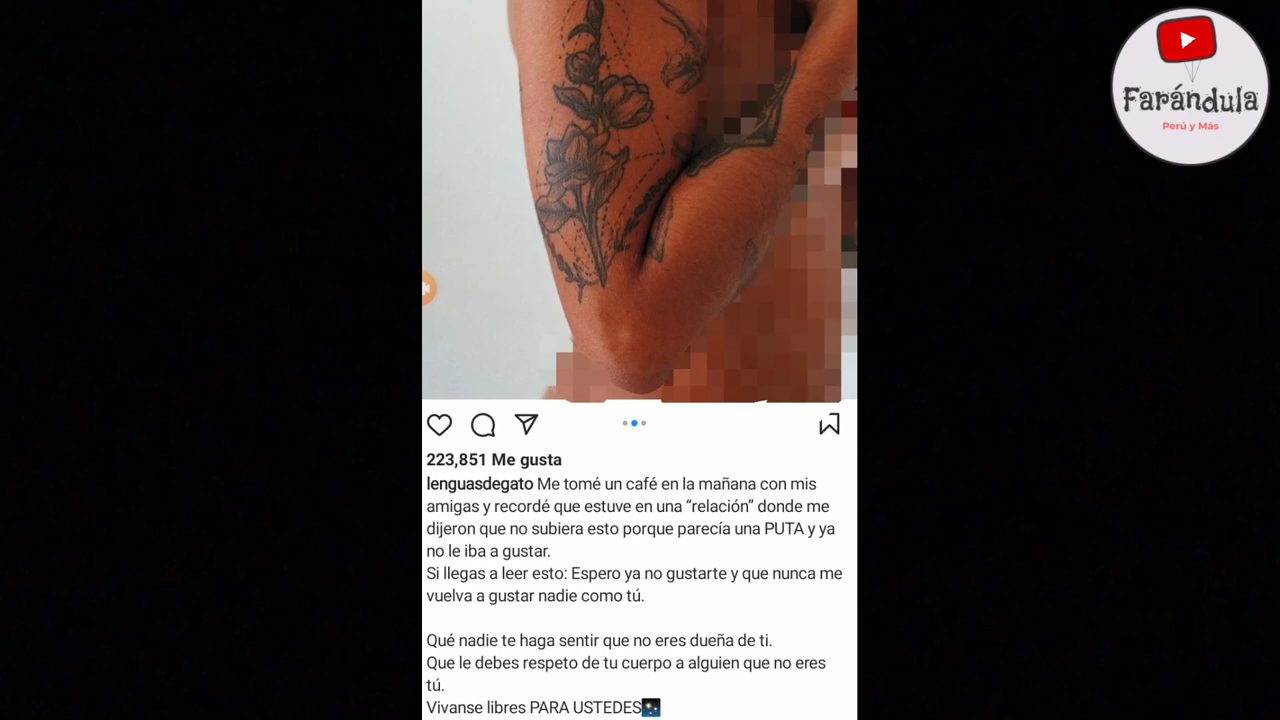 Farándula
Perú y Más
223,851 Me gusta
lenguasdegato Me tomé un café en la mañana con mis
amigas y recordé que estuve en una “relación” donde me
dijeron que no subiera esto porque parecía una PUTA y ya
no le iba a gustar.
Si llegas a leer esto: Espero ya no gustarte y que nunca me
vuelva a gustar nadie como tú.
Qué nadie te haga sentir que no eres dueña de ti.
Que le debes respeto de tu cuerpo a alguien que no eres
tú.
Vivanse libres PARA USTEDES🌌